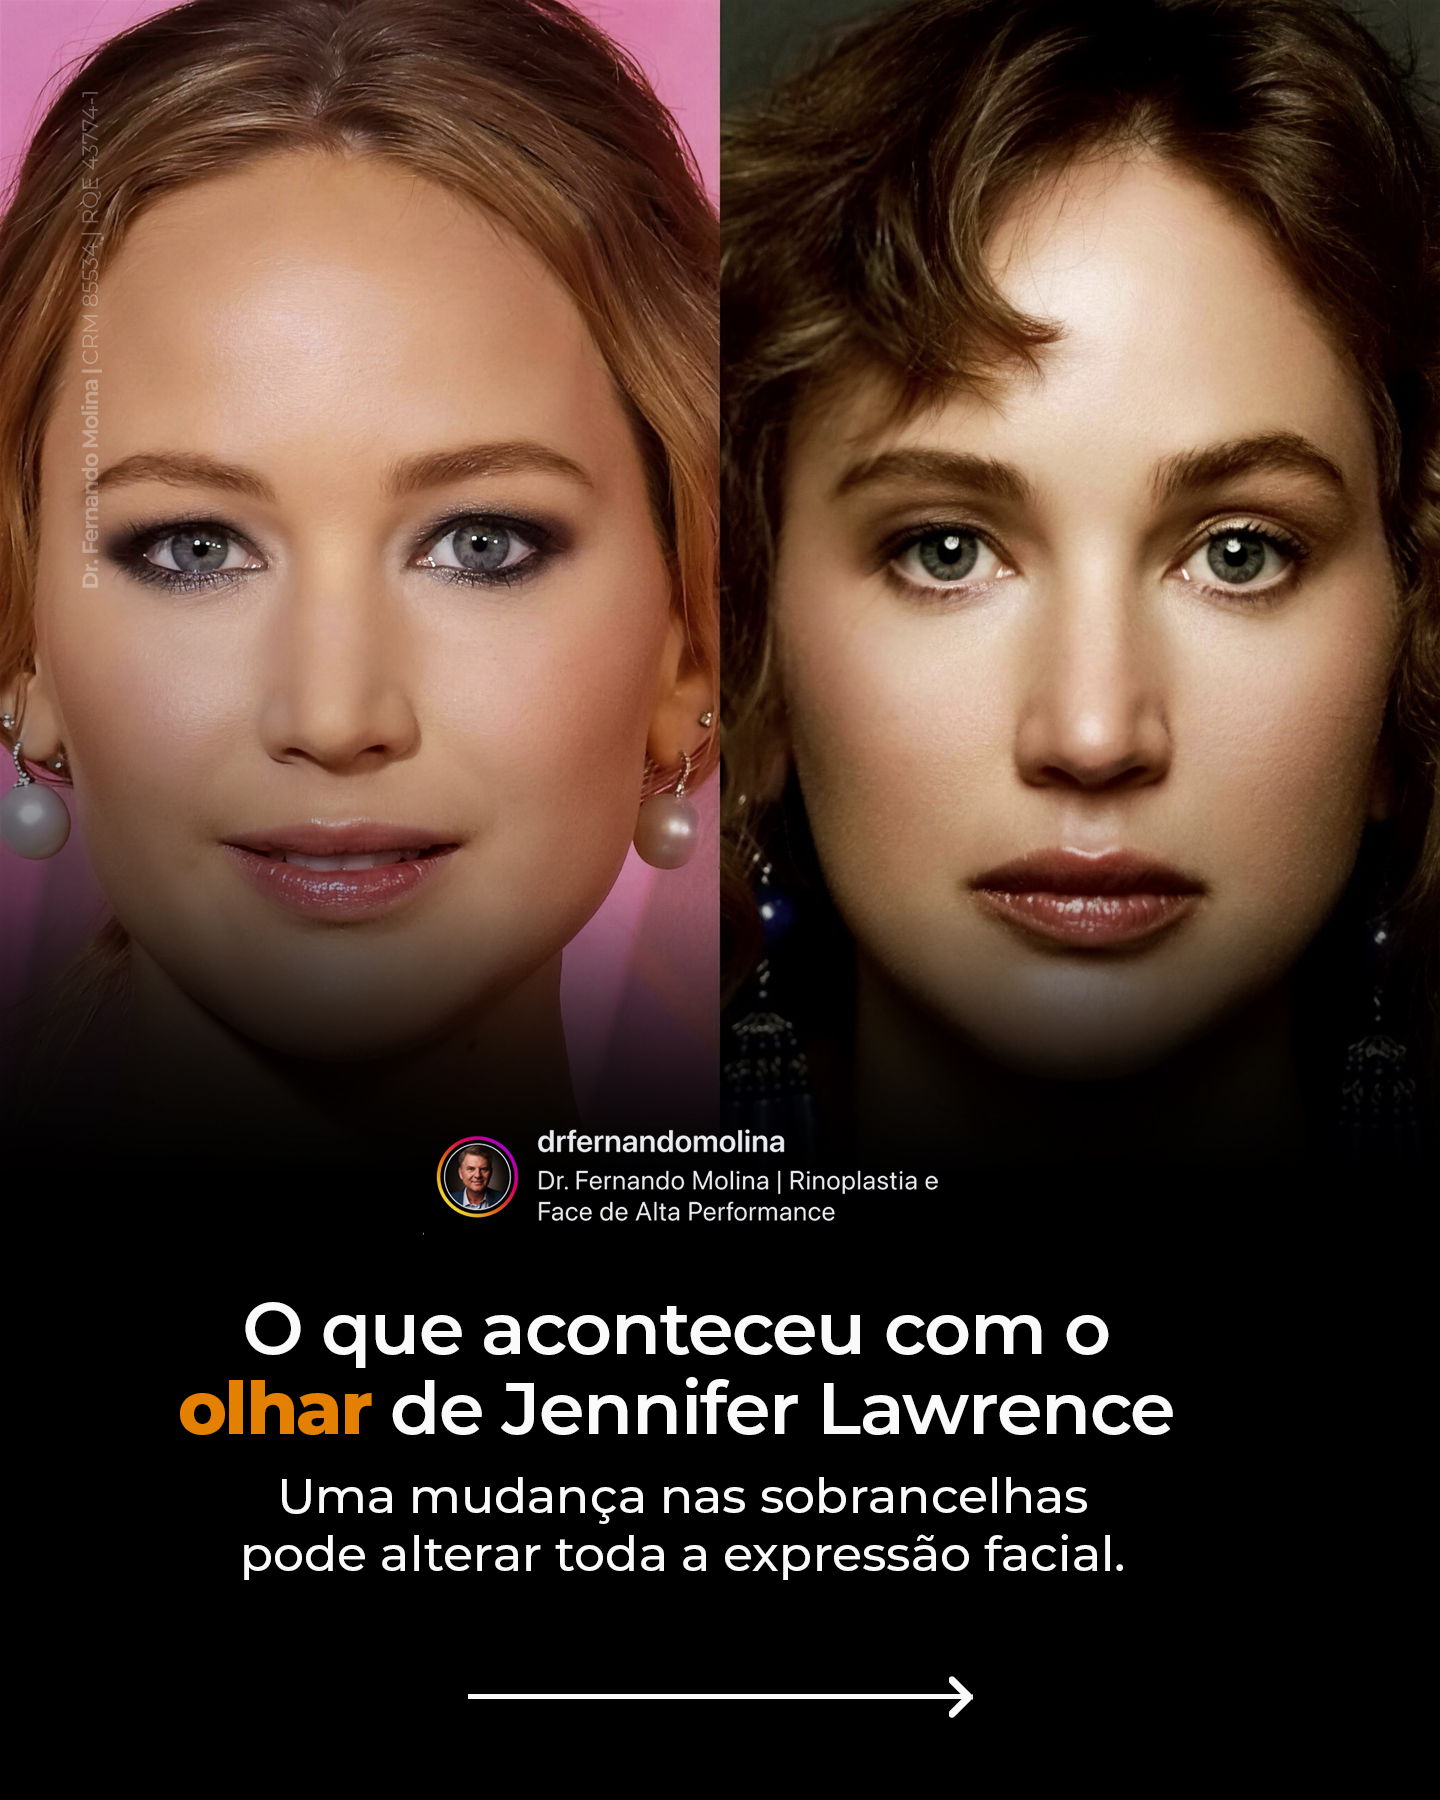 Dr. Fernando Molina | CRM 85534 | RQE 43774-1
drfernandomolina
Dr. Fernando Molina | Rinoplastia e
Face de Alta Performance
O que aconteceu com o
olhar de Jennifer Lawrence
Uma mudança nas sobrancelhas
pode alterar toda a expressão facial.